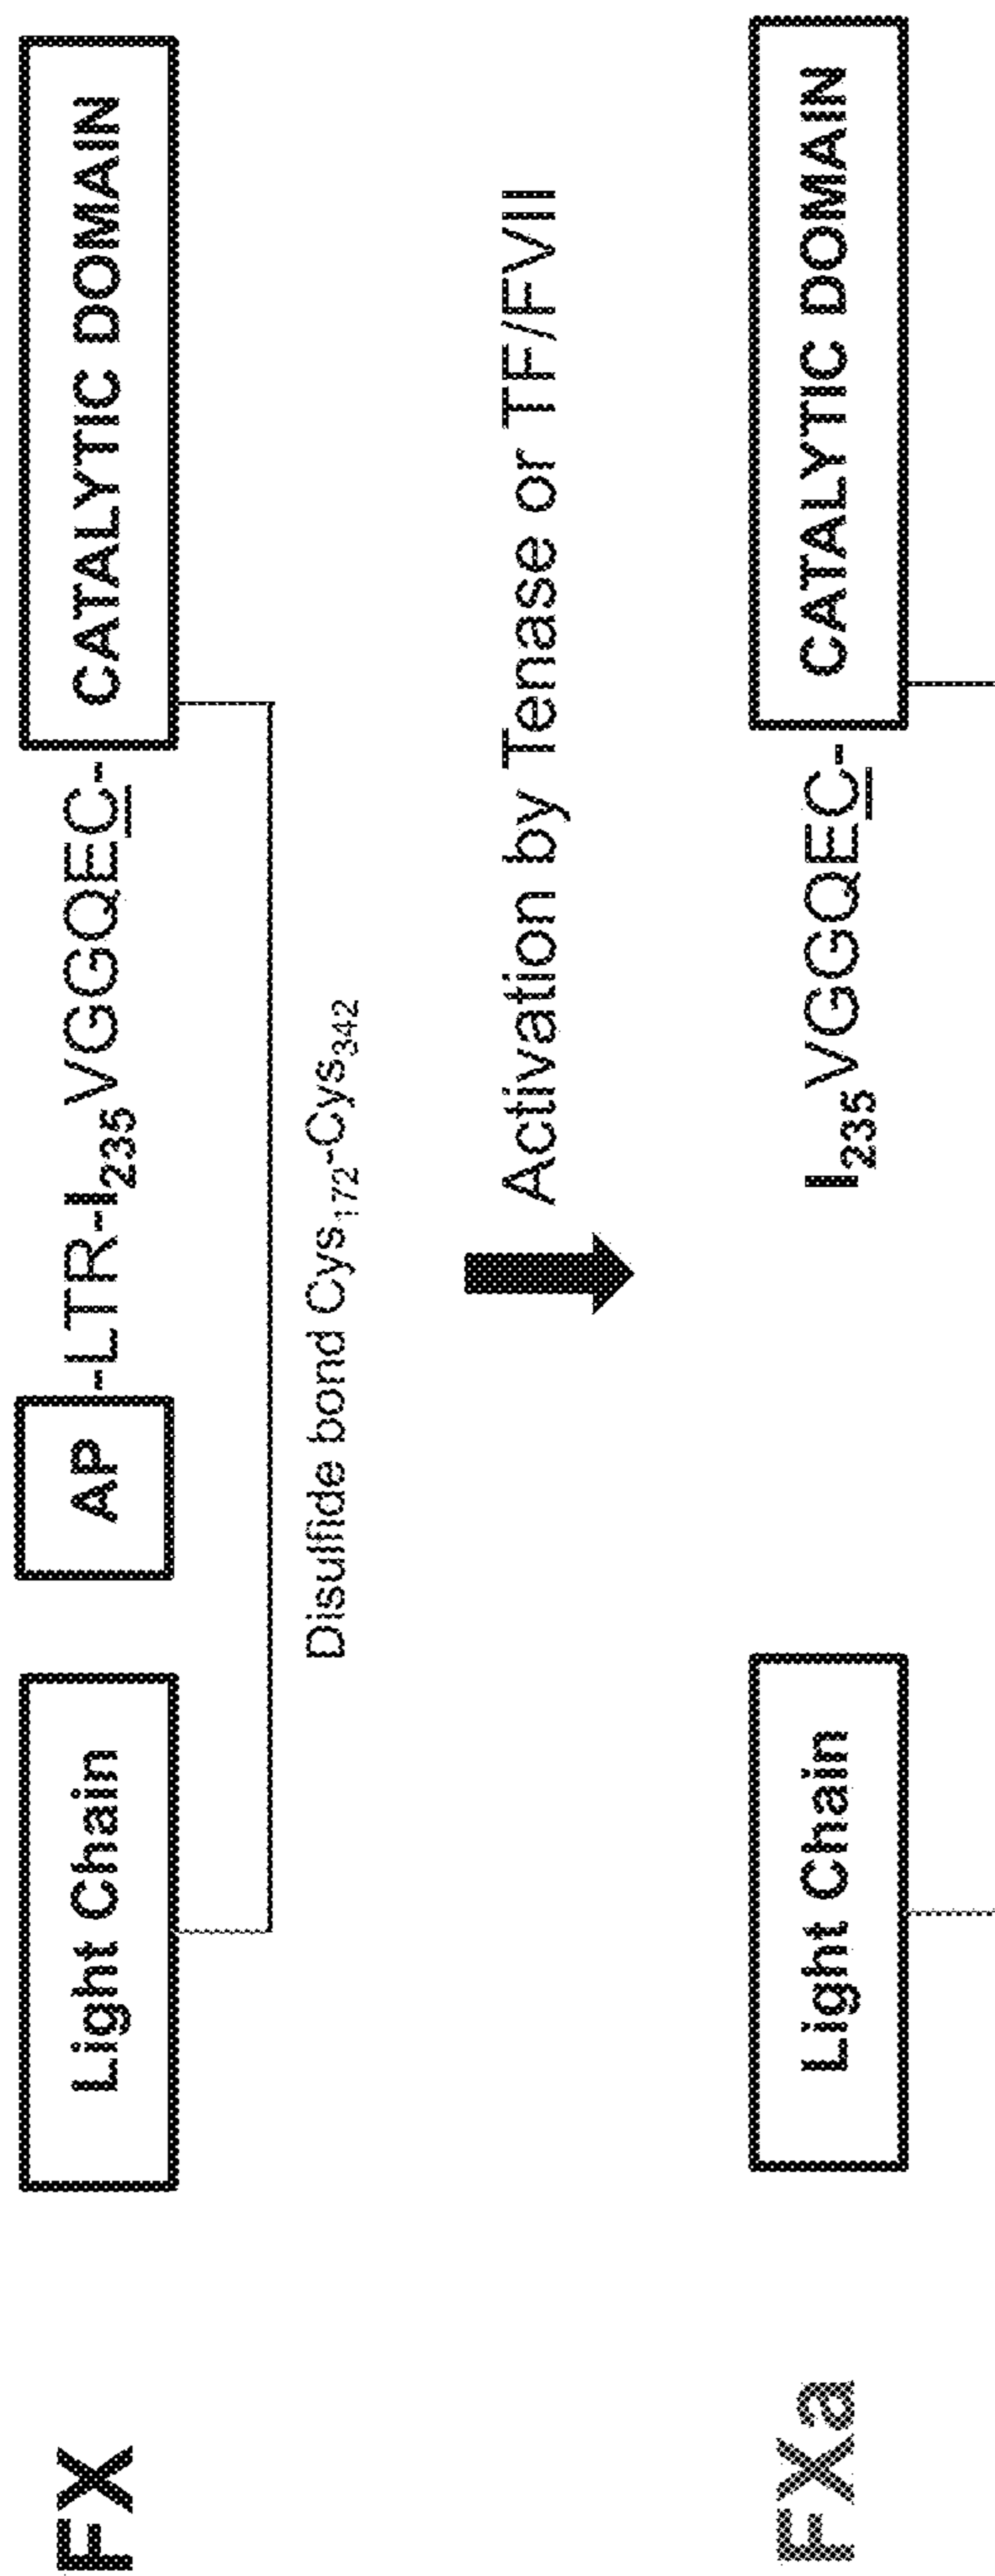 FX
Light Chain
AP
-LTR-I235VGGQEC-
CATALYTIC DOMAIN
Disulfide bond Cys172-Cys342
Activation by Tenase or TF/FVII
FXa
Light Chain
I235VGGQEC-
CATALYTIC DOMAIN